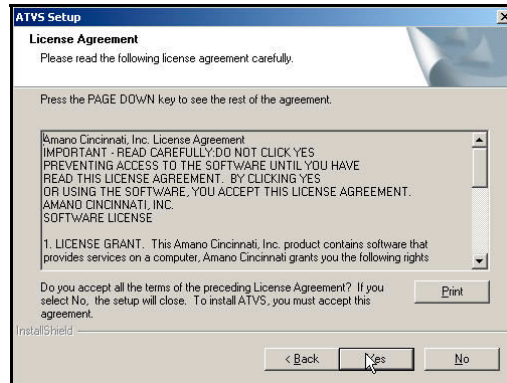 ATVS Setup
License Agreement
Please read the following license agreement carefully.
Press the PAGE DOWN key to see the rest of the agreement.
Amano Cincinnati, Inc. License Agreement
IMPORTANT - READ CAREFULLY:DO NOT CLICK YES
PREVENTING ACCESS TO THE SOFTWARE UNTIL YOU HAVE
READ THIS LICENSE AGREEMENT.  BY CLICKING YES
OR USING THE SOFTWARE, YOU ACCEPT THIS LICENSE AGREEMENT.
AMANO CINCINNATI, INC.
SOFTWARE LICENSE
1. LICENSE GRANT.  This Amano Cincinnati, Inc. product contains software that
provides services on a computer, Amano Cincinnati grants you the following rights
Do you accept all the terms of the preceding License Agreement?  If you
select No,  the setup will close.  To install ATVS, you must accept this
agreement.
Print
InstallShield
< Back
Yes
No